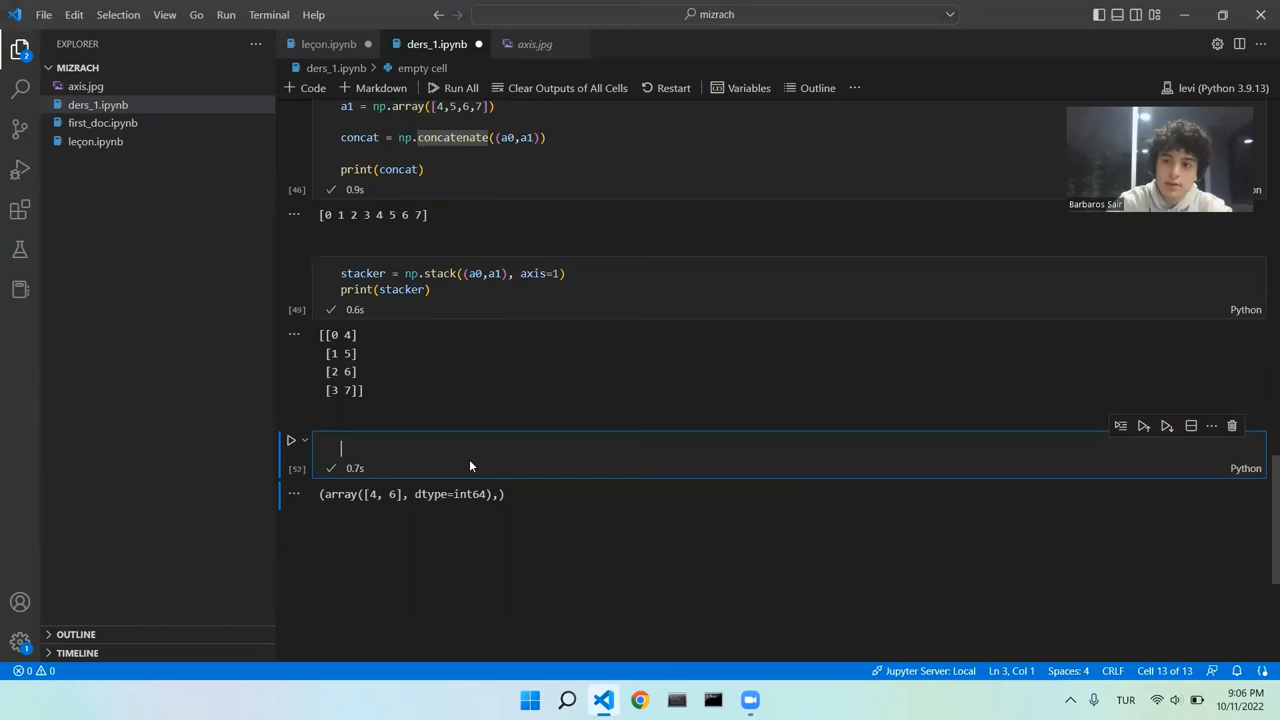 File Edit Selection View Go Run Terminal Help
mizrach
EXPLORER
MIZRACH
axis.jpg
ders_1.ipynb
first_doc.ipynb
leçon.ipynb
OUTLINE
TIMELINE
leçon.ipynb
ders_1.ipynb
axis.jpg
ders_1.ipynb > empty cell
Code Markdown Run All Clear Outputs of All Cells Restart Variables Outline levi (Python 3.9.13)
a1 = np.array([4,5,6,7])
concat = np.concatenate((a0,a1))
print(concat)
[46] 0.9s on
[0 1 2 3 4 5 6 7]
Barbaros Sair
stacker = np.stack((a0,a1), axis=1)
print(stacker)
[49] 0.6s Python
[[0 4]
[1 5]
[2 6]
[3 7]]
[52] 0.7s Python
(array([4, 6], dtype=int64),)
0 0 Jupyter Server: Local Ln 3, Col 1 Spaces: 4 CRLF Cell 13 of 13
2
1
TUR
9:06 PM
10/11/2022